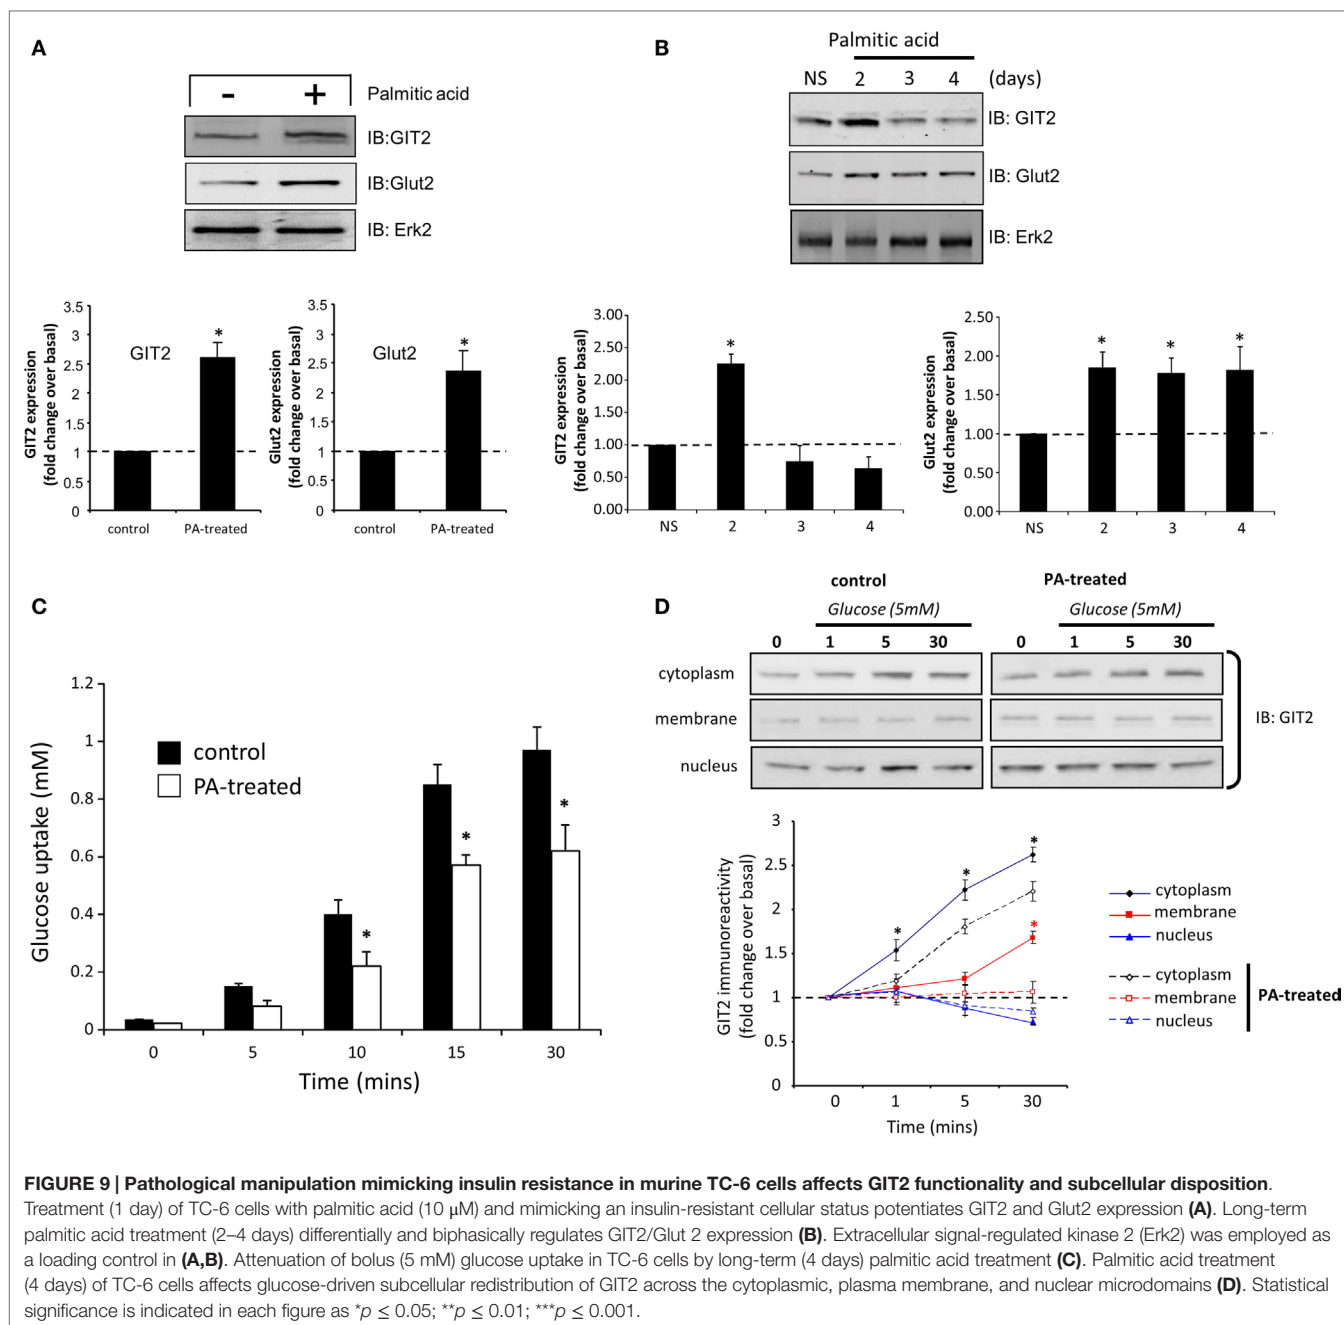 A
- +
Palmitic acid
IB:GIT2
IB:Glut2
IB: Erk2
GIT2 expression
(fold change over basal)
3.5
3
2.5
2
1.5
1
0.5
0
GIT2
*
control
PA-treated
Glut2 expression
(fold change over basal)
3.5
3
2.5
2
1.5
1
0.5
0
Glut2
*
control
PA-treated
B
Palmitic acid
NS 2 3 4 (days)
IB: GIT2
IB: Glut2
IB: Erk2
GIT2 expression
(fold change over basal)
3.00
2.50
2.00
1.50
1.00
0.50
0.00
*
NS 2 3 4
Glut2 expression
(fold change over basal)
2.50
2.00
1.50
1.00
0.50
0.00
* * *
NS 2 3 4
C
Glucose uptake (mM)
1.2
1
0.8
0.6
0.4
0.2
0
control
PA-treated
* * *
0 5 10 15 30
Time (mins)
D
control
PA-treated
Glucose (5mM)
Glucose (5mM)
0 1 5 30
0 1 5 30
cytoplasm
membrane
nucleus
IB: GIT2
GIT2 immunoreactivity
(fold change over basal)
3
2.5
2
1.5
1
0.5
0
* * * *
0 1 5 30
Time (mins)
cytoplasm
membrane
nucleus
cytoplasm
membrane
nucleus
PA-treated
FIGURE 9 | Pathological manipulation mimicking insulin resistance in murine TC-6 cells affects GIT2 functionality and subcellular disposition.
Treatment (1 day) of TC-6 cells with palmitic acid (10 μM) and mimicking an insulin-resistant cellular status potentiates GIT2 and Glut2 expression (A). Long-term
palmitic acid treatment (2–4 days) differentially and biphasically regulates GIT2/Glut 2 expression (B). Extracellular signal-regulated kinase 2 (Erk2) was employed as
a loading control in (A,B). Attenuation of bolus (5 mM) glucose uptake in TC-6 cells by long-term (4 days) palmitic acid treatment (C). Palmitic acid treatment
(4 days) of TC-6 cells affects glucose-driven subcellular redistribution of GIT2 across the cytoplasmic, plasma membrane, and nuclear microdomains (D). Statistical
significance is indicated in each figure as *p ≤ 0.05; **p ≤ 0.01; ***p ≤ 0.001.